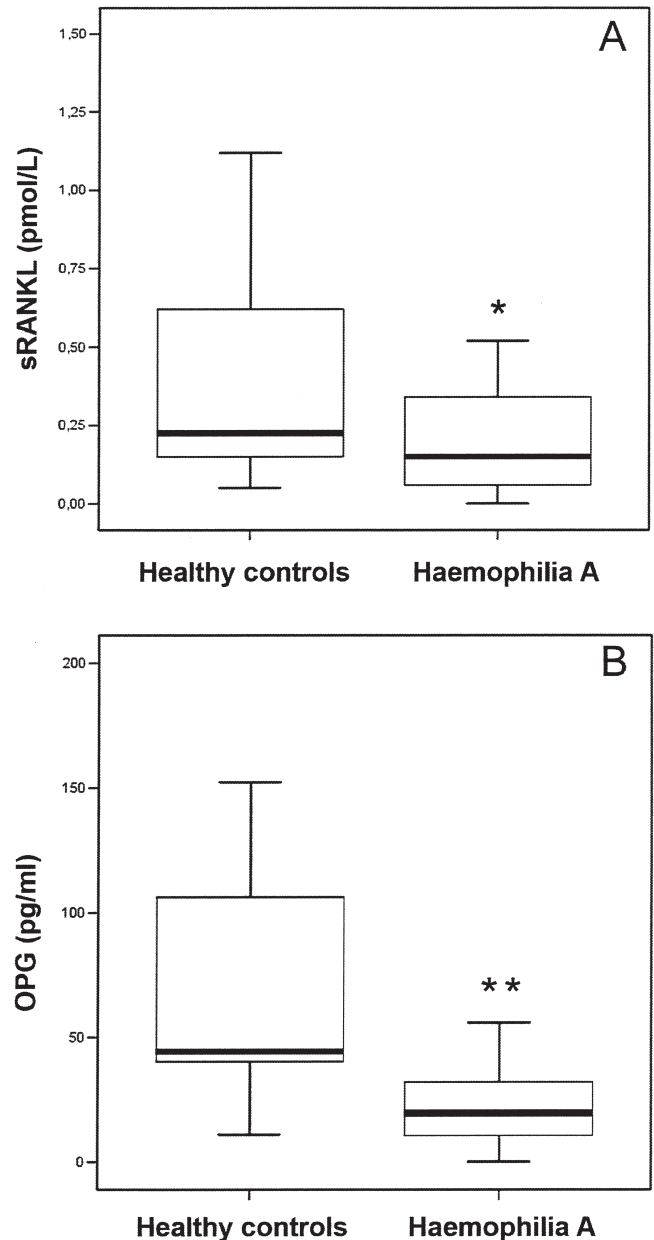 A
sRANKL (pmol/L)
1,50
1,25
1,00
0,75
0,50
0,25
0,00
*
Healthy controls Haemophilia A
B
OPG (pg/ml)
200
150
100
50
0
**
Healthy controls Haemophilia A